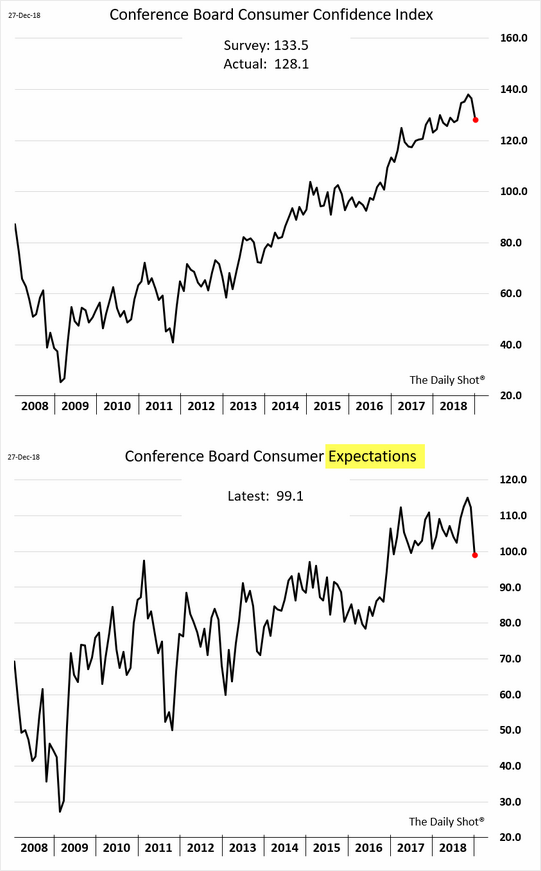 27-Dec-18
Conference Board Consumer Confidence Index
Survey: 133.5
Actual: 128.1
160.0
140.0
120.0
100.0
80.0
60.0
40.0
The Daily Shot®
20.0
2008 2009 2010 2011 2012 2013 2014 2015 2016 2017 2018
27-Dec-18
Conference Board Consumer Expectations
120.0
Latest: 99.1
110.0
100.0
90.0
80.0
70.0
60.0
50.0
40.0
30.0
The Daily Shot®
20.0
2008 2009 2010 2011 2012 2013 2014 2015 2016 2017 2018